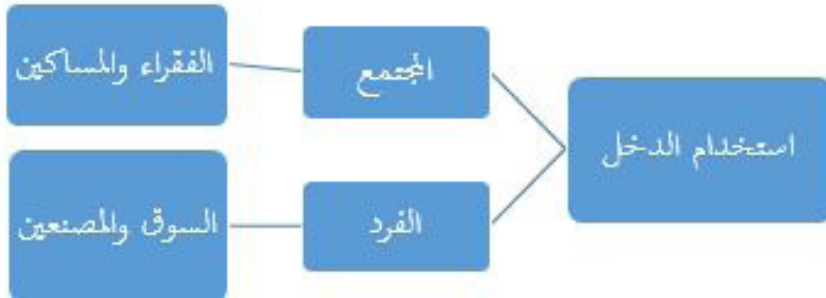 استخدام الدخل
المجتمع
الفقراء والمساكين
الفرد
السوق والمصنعين